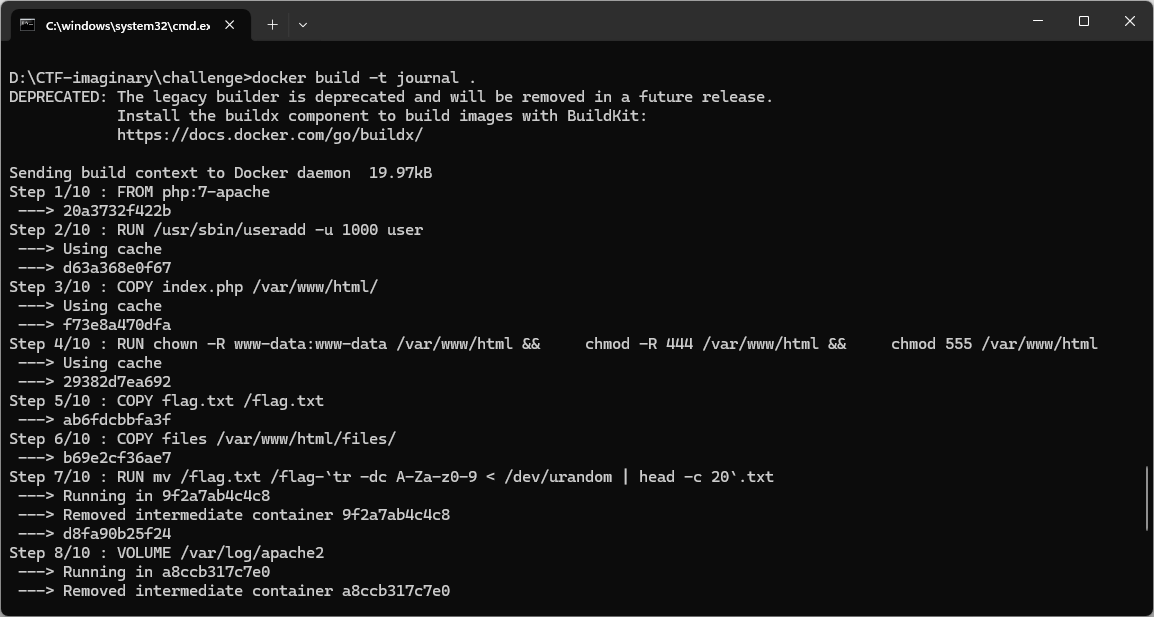 C:\windows\system32\cmd.ex
D:\CTF-imaginary\challenge>docker build -t journal .
DEPRECATED: The legacy builder is deprecated and will be removed in a future release.
            Install the buildx component to build images with BuildKit:
            https://docs.docker.com/go/buildx/
Sending build context to Docker daemon  19.97kB
Step 1/10 : FROM php:7-apache
 ---> 20a3732f422b
Step 2/10 : RUN /usr/sbin/useradd -u 1000 user
 ---> Using cache
 ---> d63a368e0f67
Step 3/10 : COPY index.php /var/www/html/
 ---> Using cache
 ---> f73e8a470dfa
Step 4/10 : RUN chown -R www-data:www-data /var/www/html &&     chmod -R 444 /var/www/html &&     chmod 555 /var/www/html
 ---> Using cache
 ---> 29382d7ea692
Step 5/10 : COPY flag.txt /flag.txt
 ---> ab6fdcbbfa3f
Step 6/10 : COPY files /var/www/html/files/
 ---> b69e2cf36ae7
Step 7/10 : RUN mv /flag.txt /flag-`tr -dc A-Za-z0-9 < /dev/urandom | head -c 20`.txt
 ---> Running in 9f2a7ab4c4c8
 ---> Removed intermediate container 9f2a7ab4c4c8
 ---> d8fa90b25f24
Step 8/10 : VOLUME /var/log/apache2
 ---> Running in a8ccb317c7e0
 ---> Removed intermediate container a8ccb317c7e0